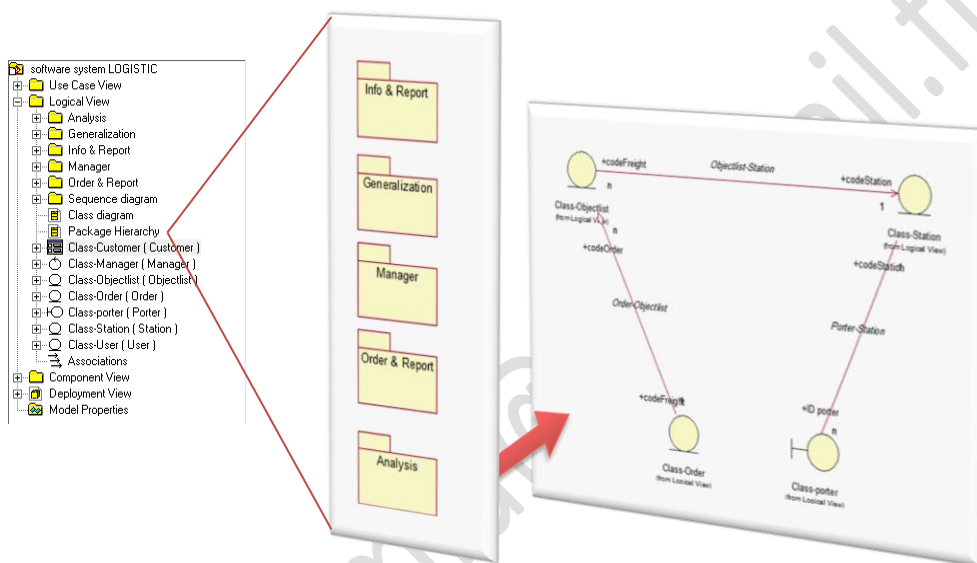 software system LOGISTIC
Use Case View
Logical View
Analysis
Generalization
Info & Report
Manager
Order & Report
Sequence diagram
Class diagram
Package Hierarchy
Class-Customer ( Customer )
Class-Manager ( Manager )
Class-Objectlist ( Objectlist )
Class-Order ( Order )
Class-porter ( Porter )
Class-Station ( Station )
Class-User ( User )
Associations
Component View
Deployment View
Model Properties
Info & Report
Generalization
Manager
Order & Report
Analysis
+codeFreight
n
Objectlist-Station
+codeStation
1
Class-Objectlist
(from Logical View)
n
+codeOrder
Class-Station
(from Logical View)
+codeStation
Order-Objectlist
Porter-Station
+codeFreight
+ID poter
n
Class-Order
(from Logical View)
Class-porter
(from Logical View)